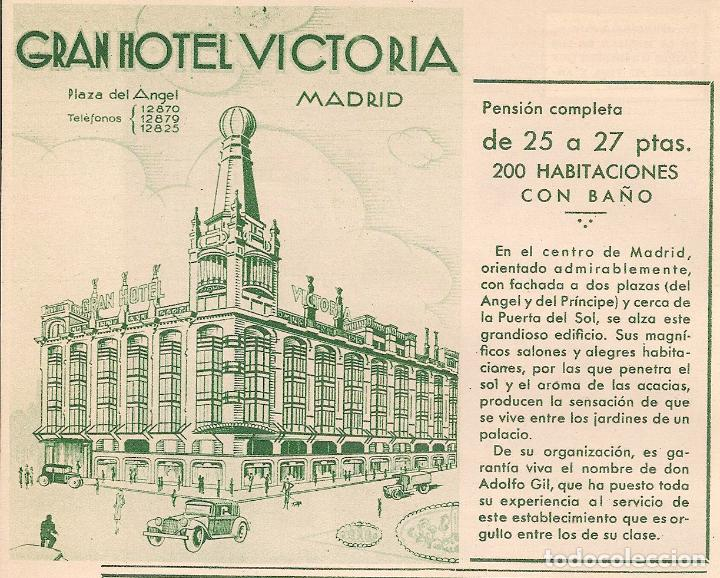 GRAN HOTEL VICTORIA
Plaza del Angel
MADRID
Teléfonos { 12870
12879
12825
GRAN HOTEL
VICTORIA
Pensión completa
de 25 a 27 ptas.
200 HABITACIONES
CON BAÑO
En el centro de Madrid,
orientado admirablemente,
con fachada a dos plazas (del
Angel y del Príncipe) y cerca de
la Puerta del Sol, se alza este
grandioso edificio. Sus magní-
ficos salones y alegres habita-
ciones, por las que penetra el
sol y el aroma de las acacias,
producen la sensación de que
se vive entre los jardines de un
palacio.
De su organización, es ga-
rantía viva el nombre de don
Adolfo Gil, que ha puesto toda
su experiencia al servicio de
este establecimiento que es or-
gullo entre los de su clase.
todocoleccion